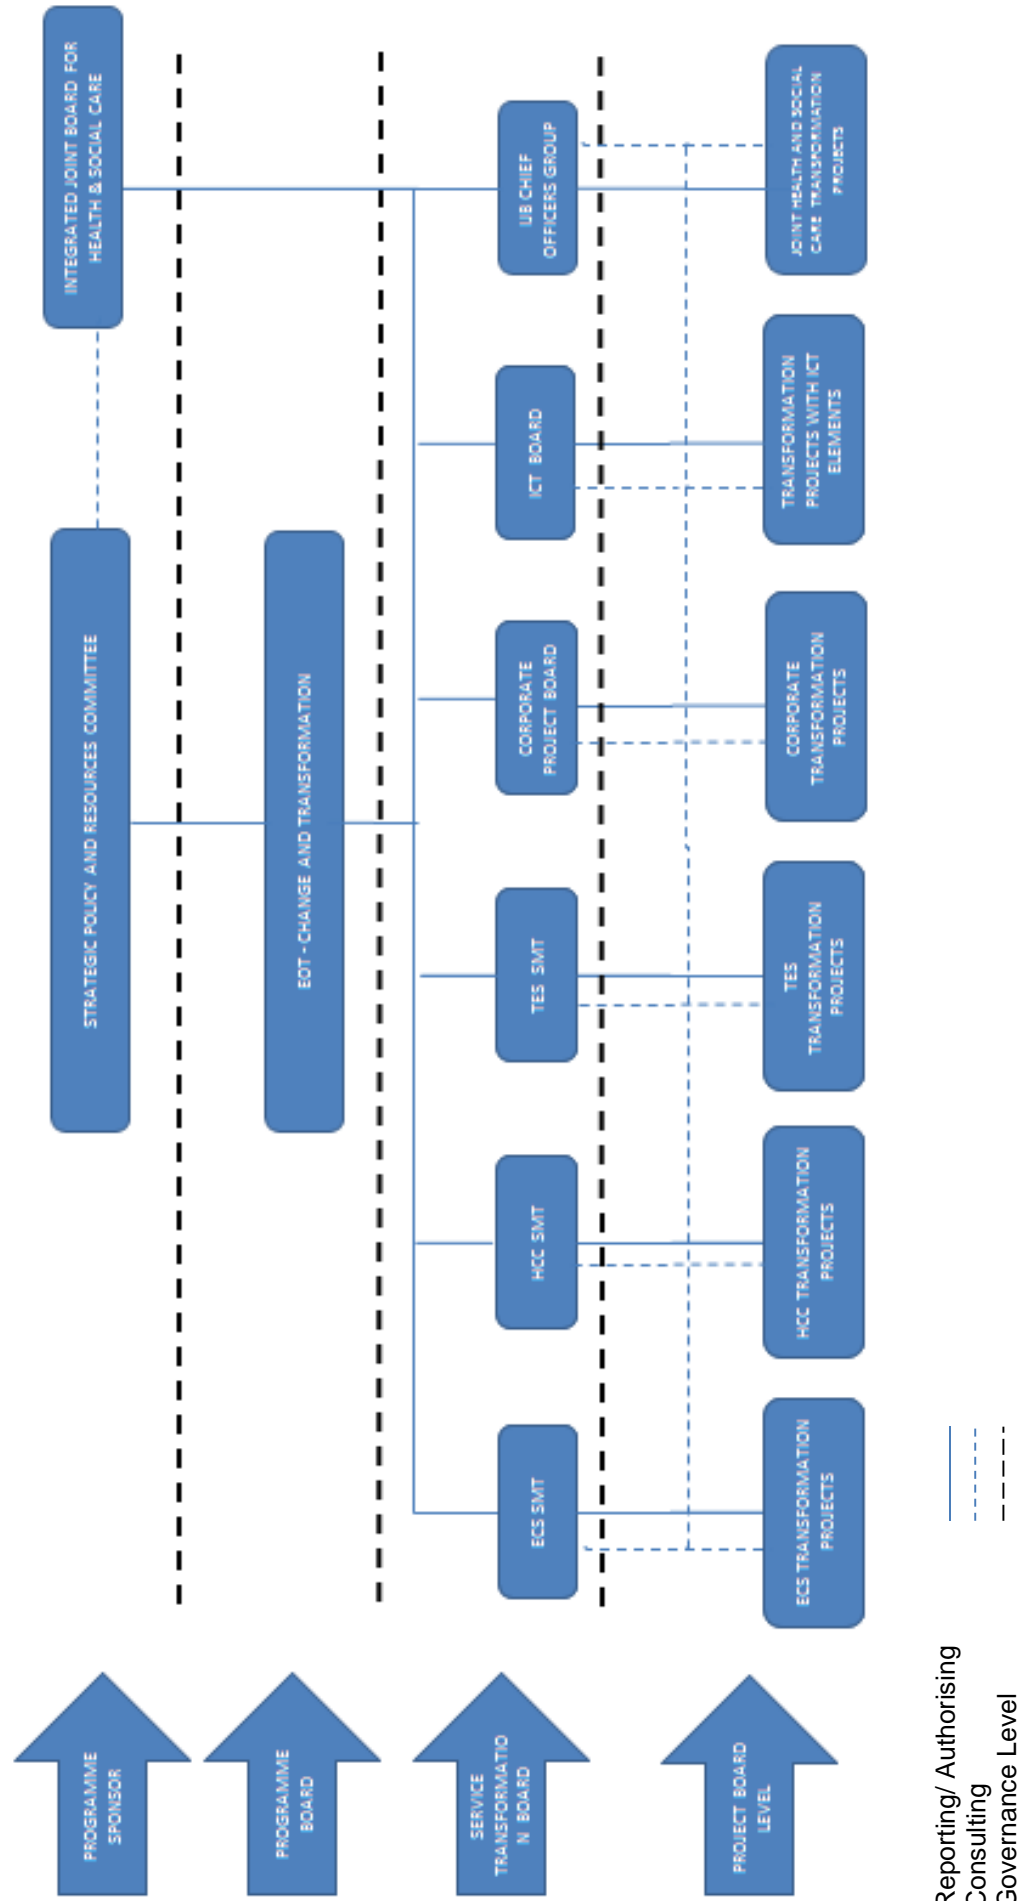 PROGRAMME
SPONSOR
STRATEGIC POLICY AND RESOURCES COMMITTEE
INTEGRATED JOINT BOARD FOR
HEALTH & SOCIAL CARE
PROGRAMME
BOARD
EOT - CHANGE AND TRANSFORMATION
SERVICE
TRANSFORMATIO
N BOARD
ECS SMT
HCC SMT
TES SMT
CORPORATE
PROJECT BOARD
ICT BOARD
CHIEF
OFFICERS GROUP
PROJECT BOARD
LEVEL
ECS TRANSFORMATION
PROJECTS
HCC TRANSFORMATION
PROJECTS
TES
TRANSFORMATION
PROJECTS
CORPORATE
TRANSFORMATION
PROJECTS
TRANSFORMATION
PROJECTS WITH ICT
ELEMENTS
JOINT HEALTH AND SOCIAL
CARE TRANSFORMATION
PROJECTS
Reporting/ Authorising
Consulting
Governance Level